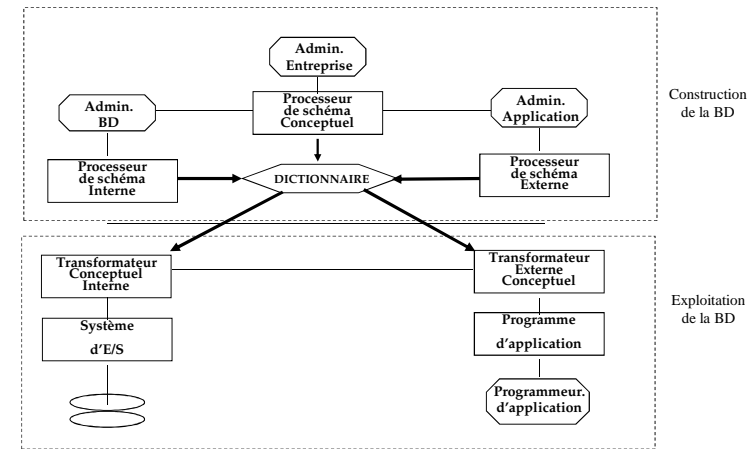 Admin.
Entreprise
Processeur
de schéma
Conceptuel
Admin.
BD
Admin.
Application
Construction
de la BD
Processeur
de schéma
Interne
DICTIONNAIRE
Processeur
de schéma
Externe
Transformateur
Conceptuel
Interne
Transformateur
Externe
Conceptuel
Exploitation
de la BD
Système
d'E/S
Programme
d'application
Programmeur.
d'application